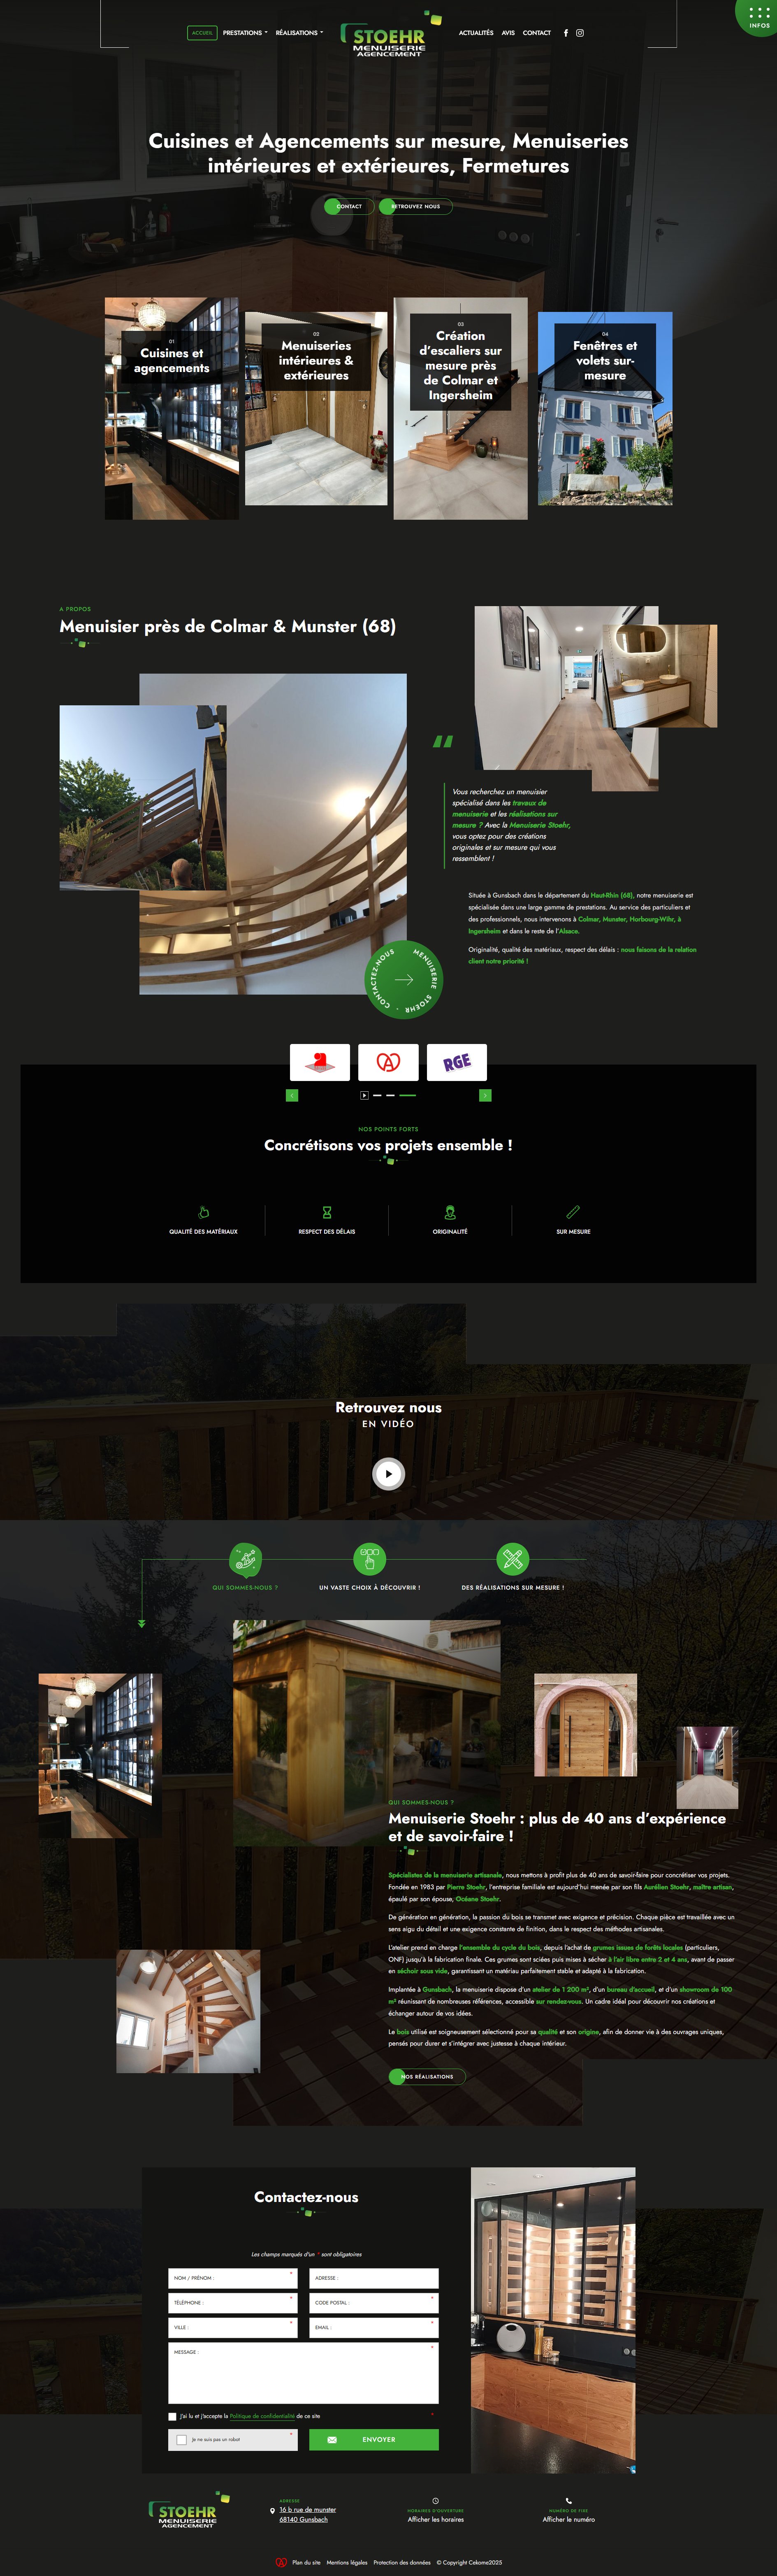 ACCUEIL
PRESTATIONS
RÉALISATIONS
STOEHR
MENUISERIE
AGENCEMENT
ACTUALITÉS
AVIS
CONTACT
INFOS
Cuisines et Agencements sur mesure, Menuiseries
intérieures et extérieures, Fermetures
CONTACT
RETROUVEZ NOUS
01
Cuisines et
agencements
02
Menuiseries
intérieures &
extérieures
03
Création
d'escaliers sur
mesure près
de Colmar et
Ingersheim
04
Fenêtres et
volets sur-
mesure
A PROPOS
Menuisier près de Colmar & Munster (68)
Vous recherchez un menuisier
spécialisé dans les travaux de
menuiserie et les réalisations sur
mesure ? Avec la Menuiserie Stoehr,
vous optez pour des créations
originales et sur mesure qui vous
ressemblent !
Située à Gunsbach dans le département du Haut-Rhin (68), notre menuiserie est
spécialisée dans une large gamme de prestations. Au service des particuliers et
des professionnels, nous intervenons à Colmar, Munster, Horbourg-Wihr, à
Ingersheim et dans le reste de l'Alsace.
Originalité, qualité des matériaux, respect des délais : nous faisons de la relation
client notre priorité !
MENUISERIE STOEHR · CONTACTEZ-NOUS
RGE
NOS POINTS FORTS
Concrétisons vos projets ensemble !
QUALITÉ DES MATÉRIAUX
RESPECT DES DÉLAIS
ORIGINALITÉ
SUR MESURE
Retrouvez nous
EN VIDÉO
QUI SOMMES-NOUS ?
UN VASTE CHOIX À DÉCOUVRIR !
DES RÉALISATIONS SUR MESURE !
QUI SOMMES-NOUS ?
Menuiserie Stoehr : plus de 40 ans d'expérience
et de savoir-faire !
Spécialistes de la menuiserie artisanale, nous mettons à profit plus de 40 ans de savoir-faire pour concrétiser vos projets.
Fondée en 1983 par Pierre Stoehr, l'entreprise familiale est aujourd'hui menée par son fils Aurélien Stoehr, maître artisan,
épaulé par son épouse, Océane Stoehr.
De génération en génération, la passion du bois se transmet avec exigence et précision. Chaque pièce est travaillée avec un
sens aigu du détail et une exigence constante de finition, dans le respect des méthodes artisanales.
L'atelier prend en charge l'ensemble du cycle du bois, depuis l'achat de grumes issues de forêts locales (particuliers,
ONF) jusqu'à la fabrication finale. Ces grumes sont sciées puis mises à sécher à l'air libre entre 2 et 4 ans, avant de passer
en séchoir sous vide, garantissant un matériau parfaitement stable et adapté à la fabrication.
Implantée à Gunsbach, la menuiserie dispose d'un atelier de 1 200 m², d'un bureau d'accueil, et d'un showroom de 100
m² réunissant de nombreuses références, accessible sur rendez-vous. Un cadre idéal pour découvrir nos créations et
échanger autour de vos idées.
Le bois utilisé est soigneusement sélectionné pour sa qualité et son origine, afin de donner vie à des ouvrages uniques,
pensés pour durer et s'intégrer avec justesse à chaque intérieur.
NOS RÉALISATIONS
Contactez-nous
Les champs marqués d'un * sont obligatoires
NOM / PRÉNOM : *
ADRESSE :
TÉLÉPHONE : *
CODE POSTAL : *
VILLE : *
EMAIL : *
MESSAGE : *
J'ai lu et j'accepte la Politique de confidentialité de ce site *
Je ne suis pas un robot *
ENVOYER
STOEHR
MENUISERIE
AGENCEMENT
ADRESSE
16 b rue de munster
68140 Gunsbach
HORAIRES D'OUVERTURE
Afficher les horaires
NUMÉRO DE FIXE
Afficher le numéro
Plan du site
Mentions légales
Protection des données
© Copyright Cekome2025